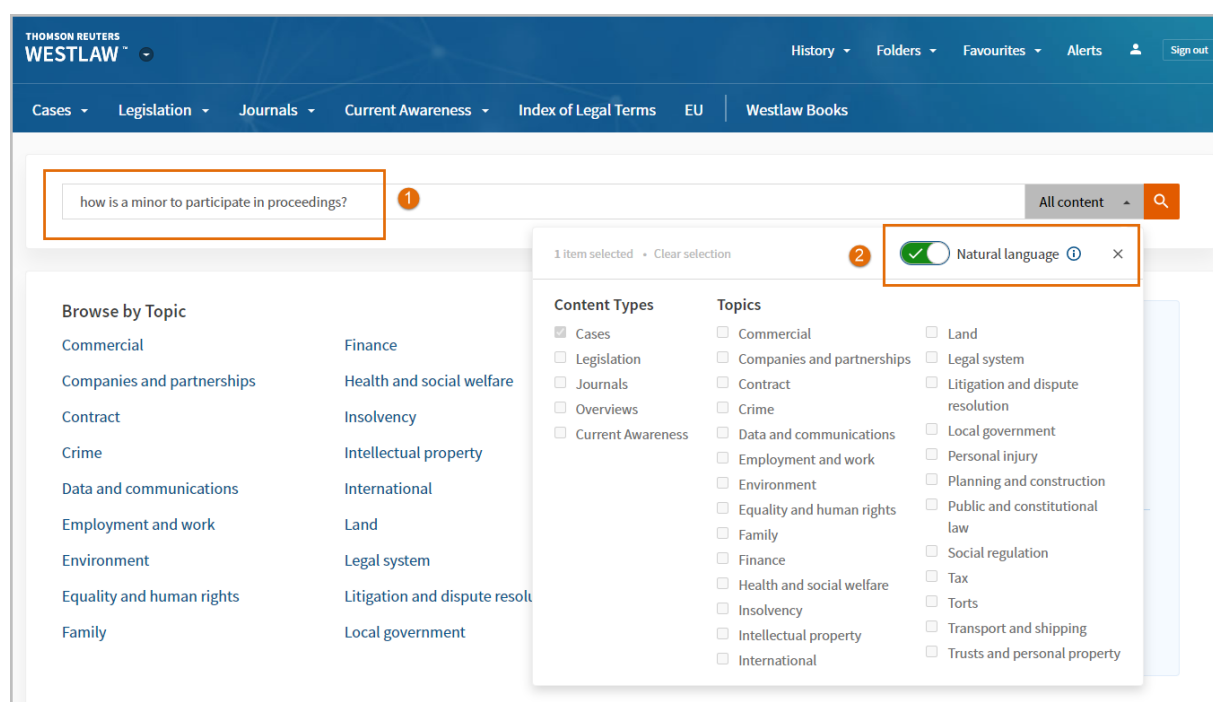 THOMSON REUTERS
WESTLAW™
History Folders Favourites Alerts Sign out
Cases Legislation Journals Current Awareness Index of Legal Terms EU Westlaw Books
how is a minor to participate in proceedings?
1
All content
1 item selected • Clear selection
2
Natural language
Browse by Topic
Commercial
Companies and partnerships
Contract
Crime
Data and communications
Employment and work
Environment
Equality and human rights
Family
Finance
Health and social welfare
Insolvency
Intellectual property
International
Land
Legal system
Litigation and dispute resolu
Local government
Content Types
Cases
Legislation
Journals
Overviews
Current Awareness
Topics
Commercial
Companies and partnerships
Contract
Crime
Data and communications
Employment and work
Environment
Equality and human rights
Family
Finance
Health and social welfare
Insolvency
Intellectual property
International
Land
Legal system
Litigation and dispute
resolution
Local government
Personal injury
Planning and construction
Public and constitutional
law
Social regulation
Tax
Torts
Transport and shipping
Trusts and personal property